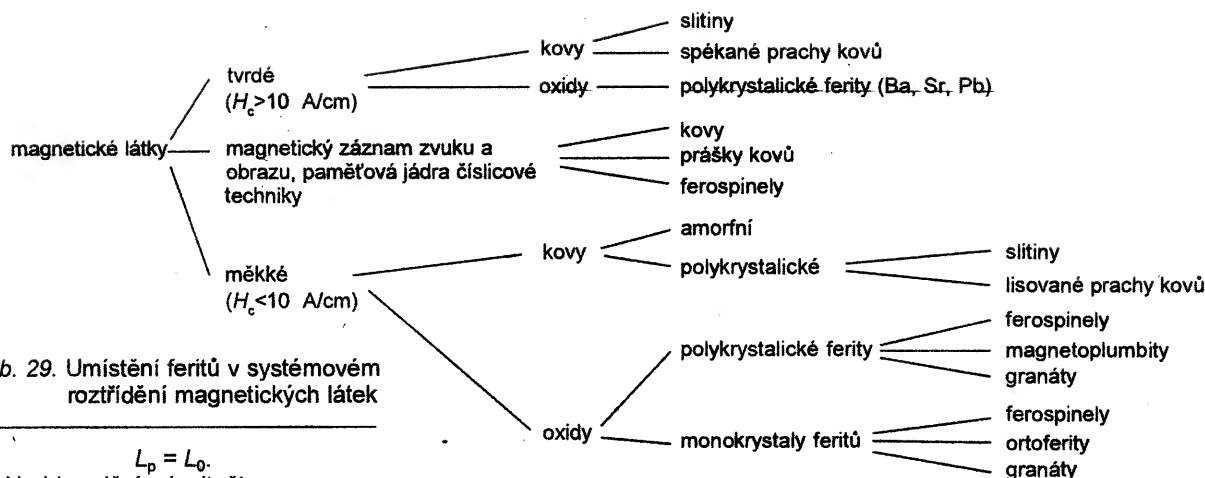 magnetické látky
tvrdé
(Hc>10 A/cm)
kovy
slitiny
spékané prachy kovů
oxidy
polykrystalické ferity (Ba, Sr, Pb)
magnetický záznam zvuku a
obrazu, paměťová jádra číslicové
techniky
kovy
prášky kovů
ferospinely
měkké
(Hc<10 A/cm)
kovy
amorfní
polykrystalické
slitiny
lisované prachy kovů
oxidy
polykrystalické ferity
ferospinely
magnetoplumbity
granáty
monokrystaly feritů
ferospinely
ortoferity
granáty
b. 29. Umístění feritů v systémovém
roztřídění magnetických látek
Lp = L0.